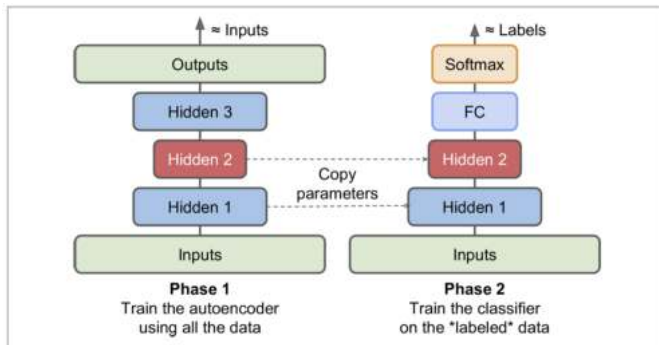 ≈ Inputs
Outputs
Hidden 3
Hidden 2
Hidden 1
Inputs
Phase 1
Train the autoencoder
using all the data
Copy
parameters
≈ Labels
Softmax
FC
Hidden 2
Hidden 1
Inputs
Phase 2
Train the classifier
on the *labeled* data